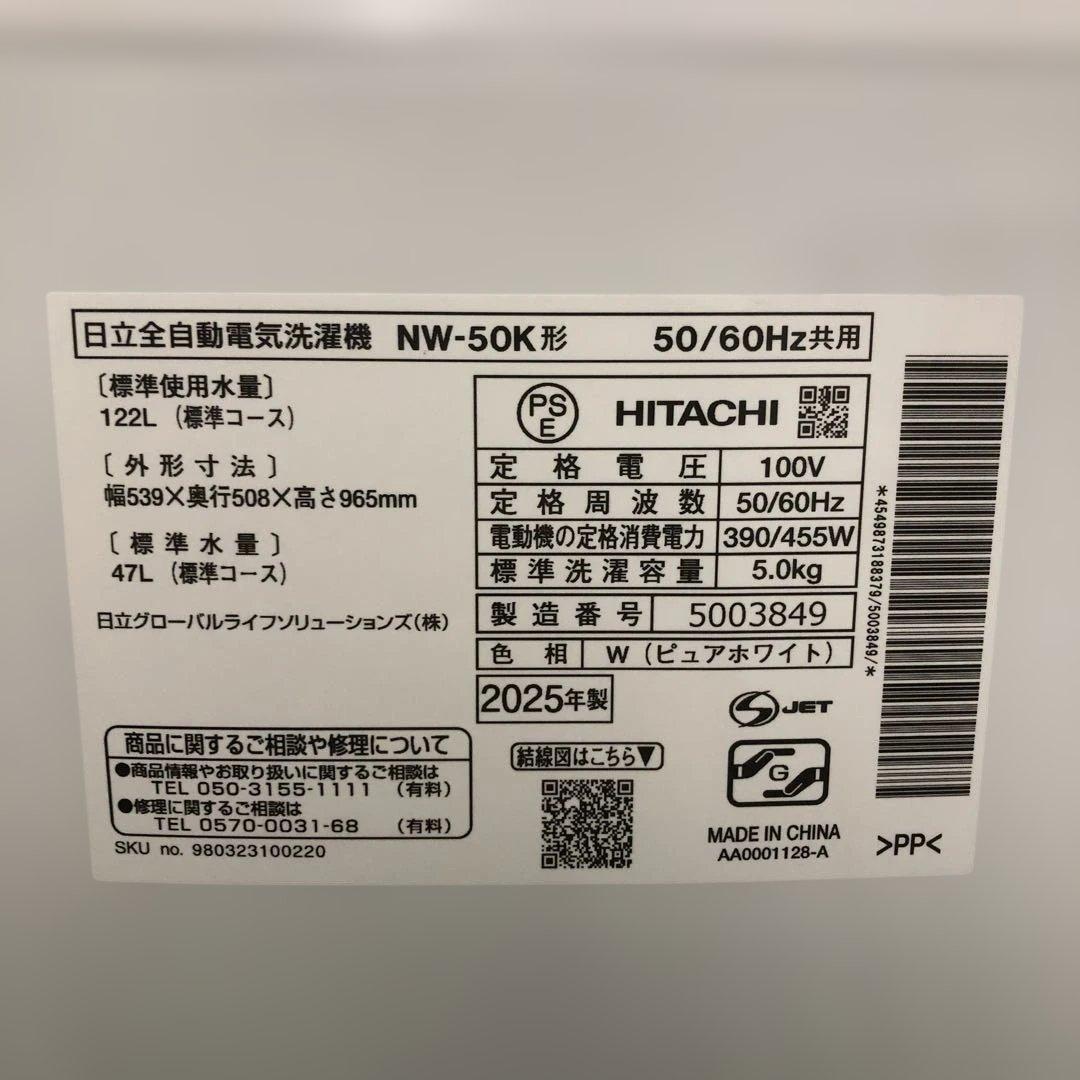 日立全自動電気洗濯機 NW-50K形 50/60Hz共用
〔標準使用水量〕
122L（標準コース）
〔外形寸法〕
幅539×奥行508×高さ965mm
〔標準水量〕
47L（標準コース）
日立グローバルライフソリューションズ（株）
PS
E
HITACHI
定格電圧 100V
定格周波数 50/60Hz
電動機の定格消費電力 390/455W
標準洗濯容量 5.0kg
製造番号 5003849
色相 W（ピュアホワイト）
2025年製
商品に関するご相談や修理について
●商品情報やお取り扱いに関するご相談は
TEL 050-3155-1111 （有料）
●修理に関するご相談は
TEL 0570-0031-68 （有料）
SKU no. 980323100220
結線図はこちら▼
S JET
G
MADE IN CHINA
AA0001128-A
>PP<
*4549873188379/5003849/*